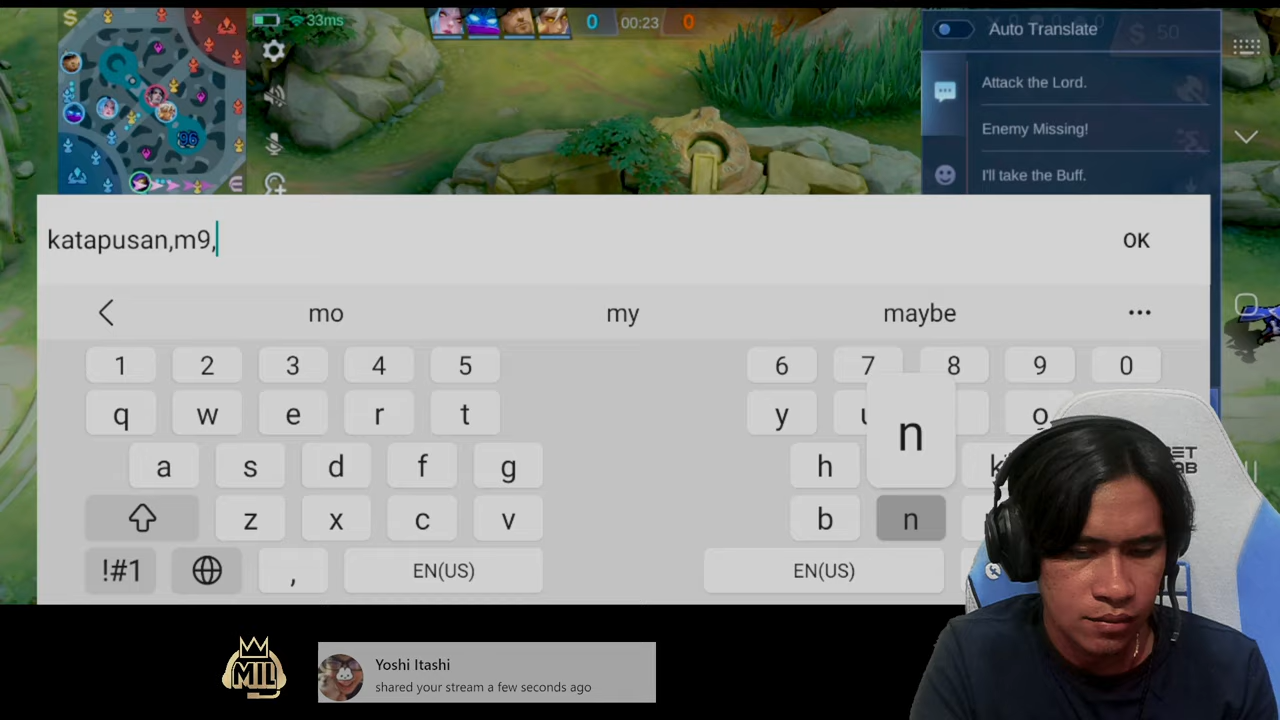 33ms
0 00:23 0
Auto Translate
$ 50
Attack the Lord.
Enemy Missing!
I'll take the Buff.
katapusan,m9,
OK
mo my maybe
1 2 3 4 5 6 7 8 9 0
q w e r t y u o
n
a s d f g h k
z x c v b n
!#1 , EN(US) EN(US)
MIL
Yoshi Itashi
shared your stream a few seconds ago